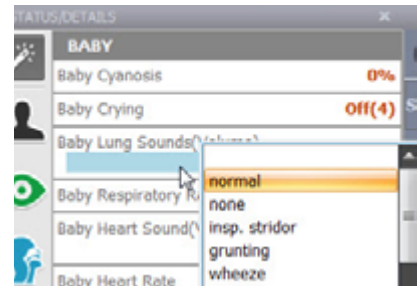 STATUS/DETAILS
BABY
Baby Cyanosis 0%
Baby Crying Off(4)
Baby Lung Sounds(Volume)
normal
Baby Respiratory
none
Baby Heart Sound(
insp. stridor
grunting
Baby Heart Rate
wheeze